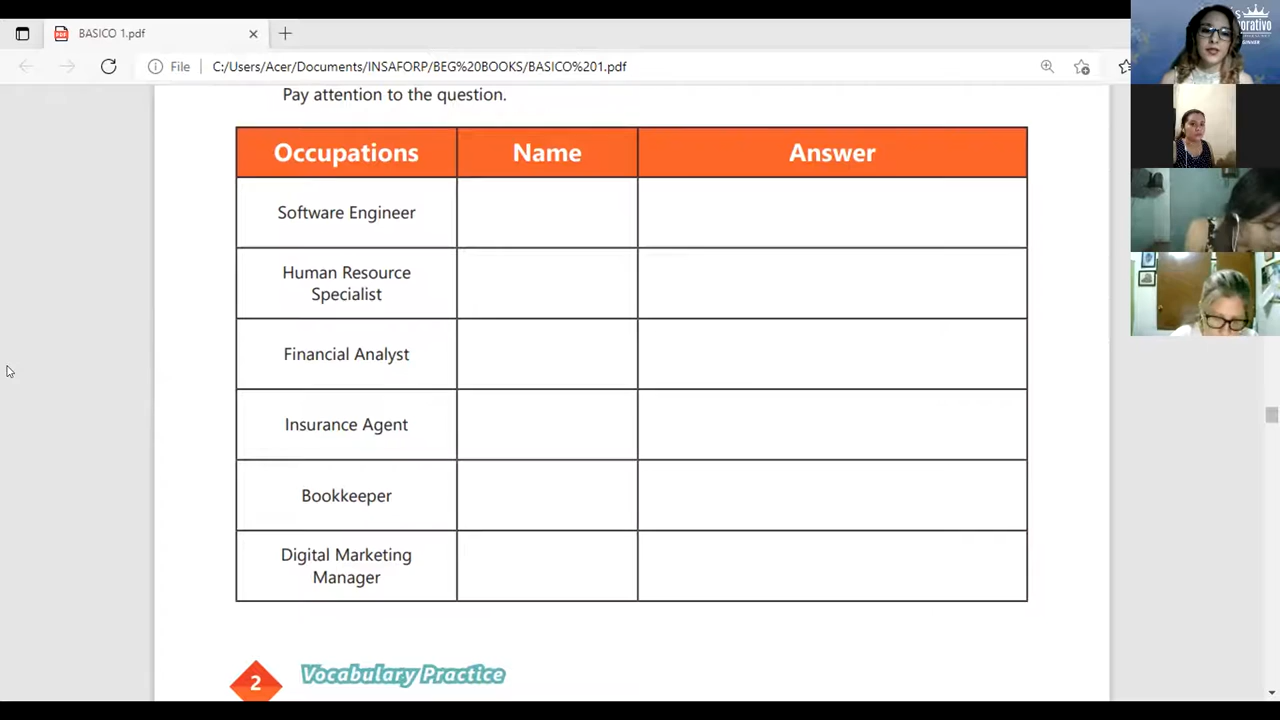 BASICO 1.pdf
File
C:/Users/Acer/Documents/INSAFORP/BEG%20BOOKS/BASICO%201.pdf
Pay attention to the question.
Occupations Name Answer
Software Engineer
Human Resource
Specialist
Financial Analyst
Insurance Agent
Bookkeeper
Digital Marketing
Manager
2 Vocabulary Practice